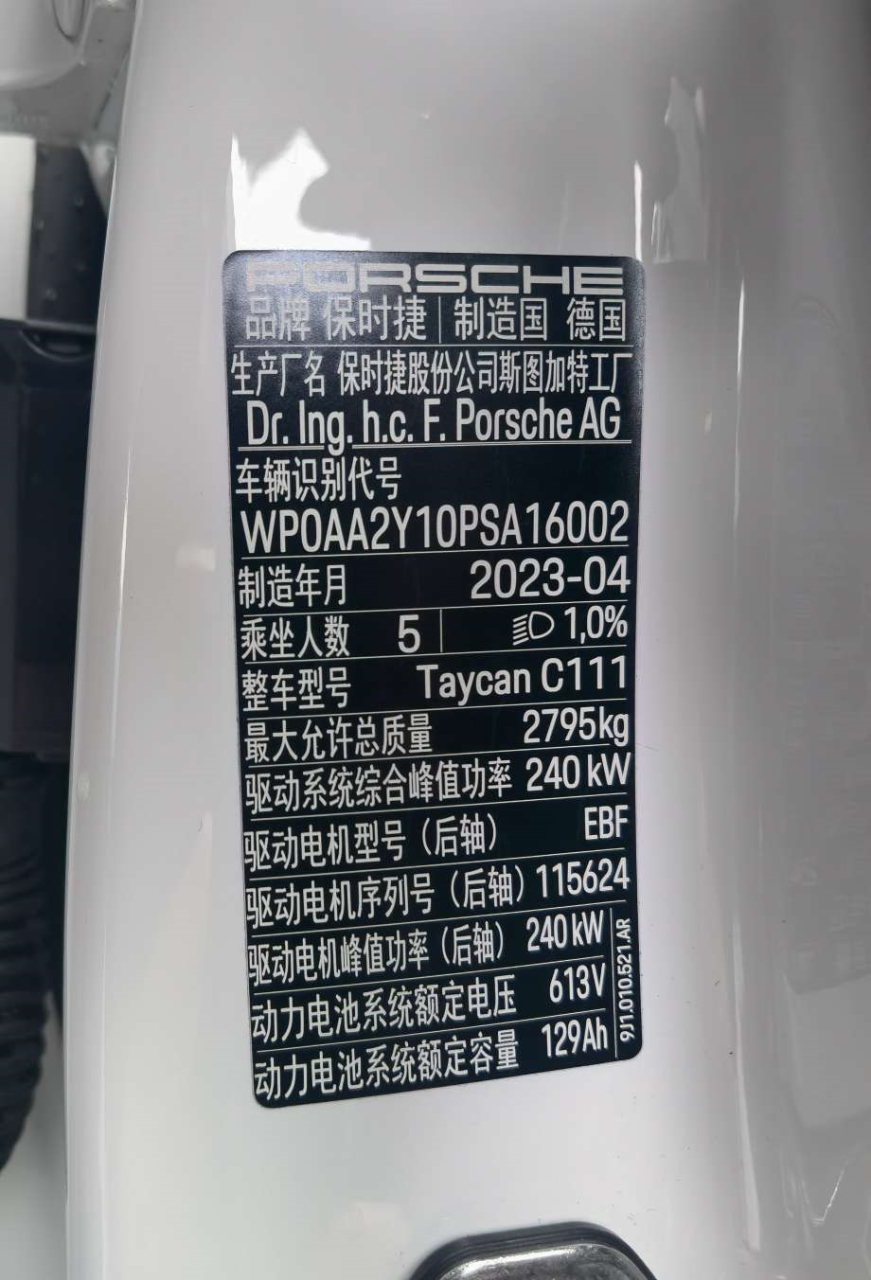 PORSCHE
品牌 保时捷 制造国 德国
生产厂名 保时捷股份公司斯图加特工厂
Dr. Ing. h.c. F. Porsche AG
车辆识别代号
WP0AA2Y10PSA16002
制造年月 2023-04
乘坐人数 5 1,0%
整车型号 Taycan C111
最大允许总质量 2795kg
驱动系统综合峰值功率 240 kW
驱动电机型号（后轴） EBF
驱动电机序列号（后轴） 115624
驱动电机峰值功率（后轴） 240 kW
动力电池系统额定电压 613V
动力电池系统额定容量 129Ah
9J1.010.521.AR